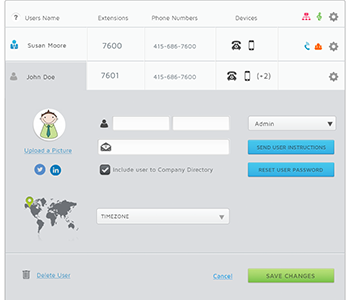 ? Users Name Extensions Phone Numbers Devices
Susan Moore 7600 415-686-7600
John Doe 7601 415-686-7600 (+2)
Admin
Upload a Picture
SEND USER INSTRUCTIONS
Include user to Company Directory
RESET USER PASSWORD
TIMEZONE
Delete User Cancel SAVE CHANGES